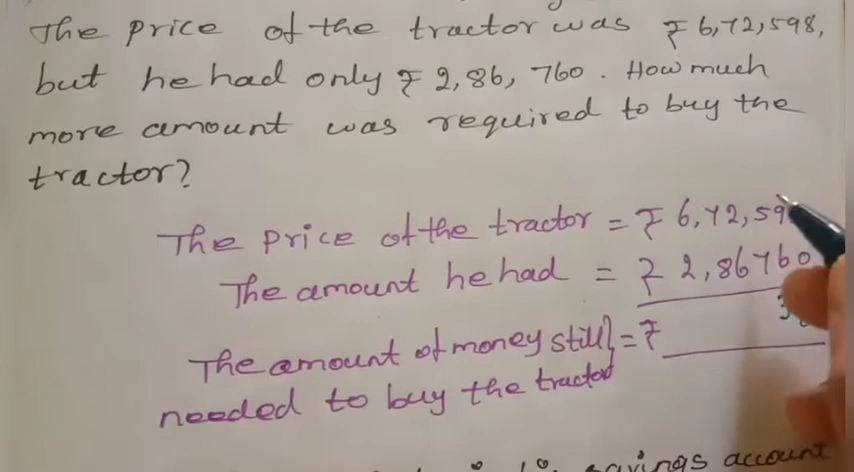 The price of the tractor was ₹ 6,72,598,
but he had only ₹ 2,86,760. How much
more amount was required to buy the
tractor?
The price of the tractor = ₹ 6,72,59
The amount he had = ₹ 2,86760
The amount of money still} = ₹ 3
needed to buy the tractor
savings account